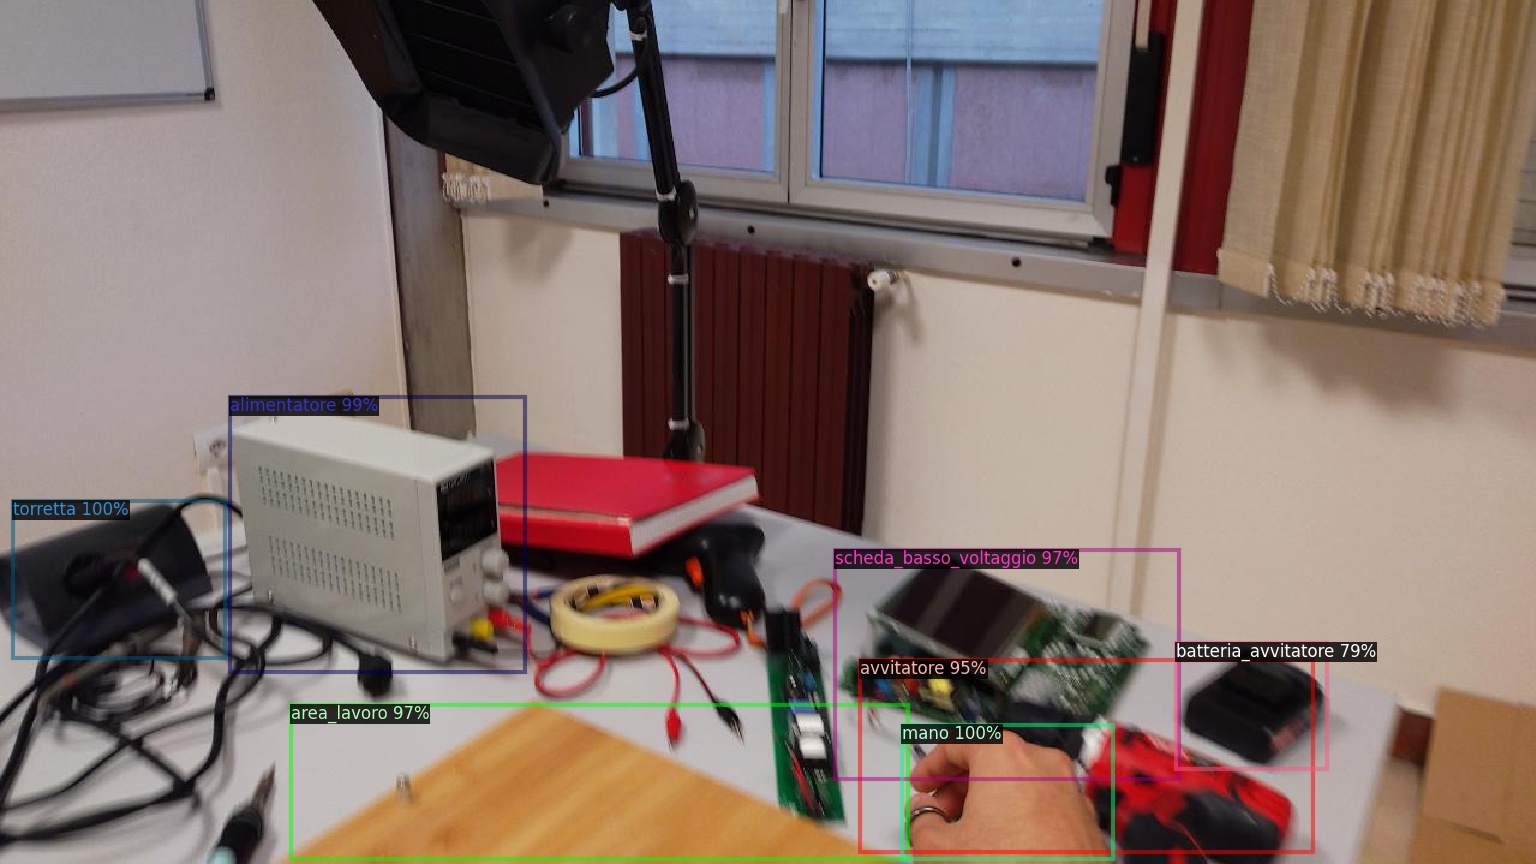 alimentatore 99%
torretta 100%
scheda_basso_voltaggio 97%
batteria_avvitatore 79%
avvitatore 95%
area_lavoro 97%
mano 100%